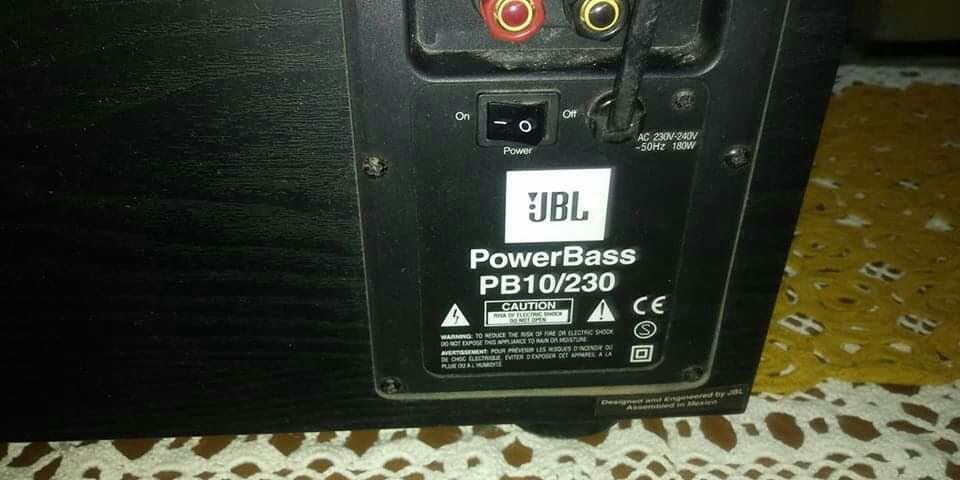 On
Off
Power
AC 230V-240V
~50Hz 180W
JBL
PowerBass
PB10/230
CAUTION
RISK OF ELECTRIC SHOCK
DO NOT OPEN
CE
S
WARNING: TO REDUCE THE RISK OF FIRE OR ELECTRIC SHOCK
DO NOT EXPOSE THIS APPLIANCE TO RAIN OR MOISTURE
AVERTISSEMENT: POUR PRÉVENIR LES RISQUES D'INCENDIE OU
DE CHOC ÉLECTRIQUE, ÉVITER D'EXPOSER CET APPAREIL A LA
PLUIE OU A L'HUMIDITÉ.
Designed and Engineered by JBL
Assembled in Mexico